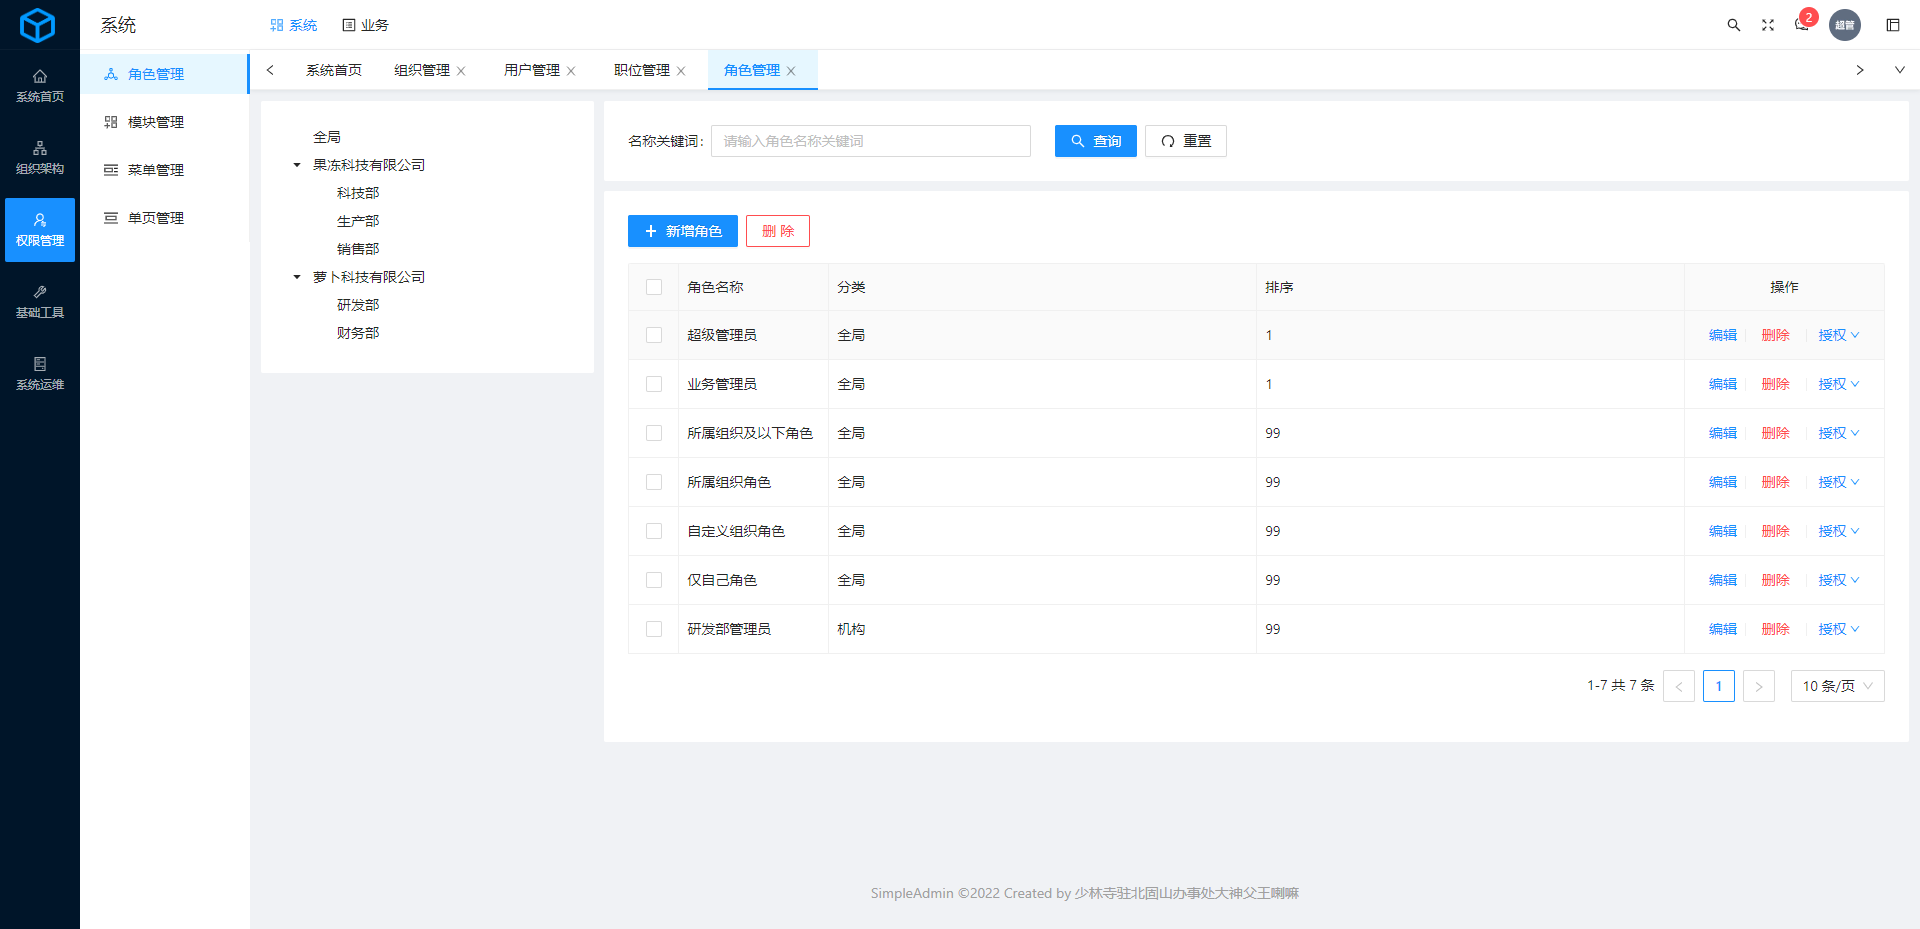 系统
系统 业务
2 超管
系统首页
组织架构
权限管理
基础工具
系统运维
角色管理
模块管理
菜单管理
单页管理
系统首页 组织管理 用户管理 职位管理 角色管理
全局
果冻科技有限公司
科技部
生产部
销售部
萝卜科技有限公司
研发部
财务部
名称关键词: 请输入角色名称关键词 查询 重置
新增角色 删 除
角色名称 分类 排序 操作
超级管理员 全局 1 编辑 删除 授权
业务管理员 全局 1 编辑 删除 授权
所属组织及以下角色 全局 99 编辑 删除 授权
所属组织角色 全局 99 编辑 删除 授权
自定义组织角色 全局 99 编辑 删除 授权
仅自己角色 全局 99 编辑 删除 授权
研发部管理员 机构 99 编辑 删除 授权
1-7 共 7 条 < 1 > 10 条/页
SimpleAdmin ©2022 Created by 少林寺驻北固山办事处大神父王喇嘛